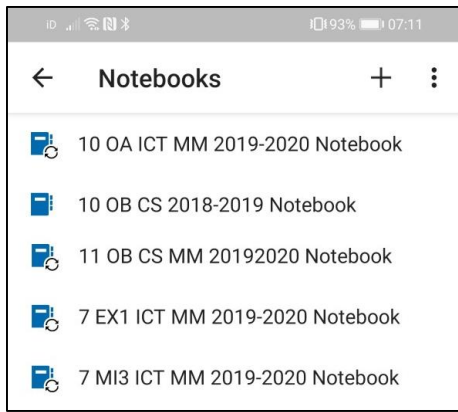 iD 93% 07:11
Notebooks
10 OA ICT MM 2019-2020 Notebook
10 OB CS 2018-2019 Notebook
11 OB CS MM 20192020 Notebook
7 EX1 ICT MM 2019-2020 Notebook
7 MI3 ICT MM 2019-2020 Notebook